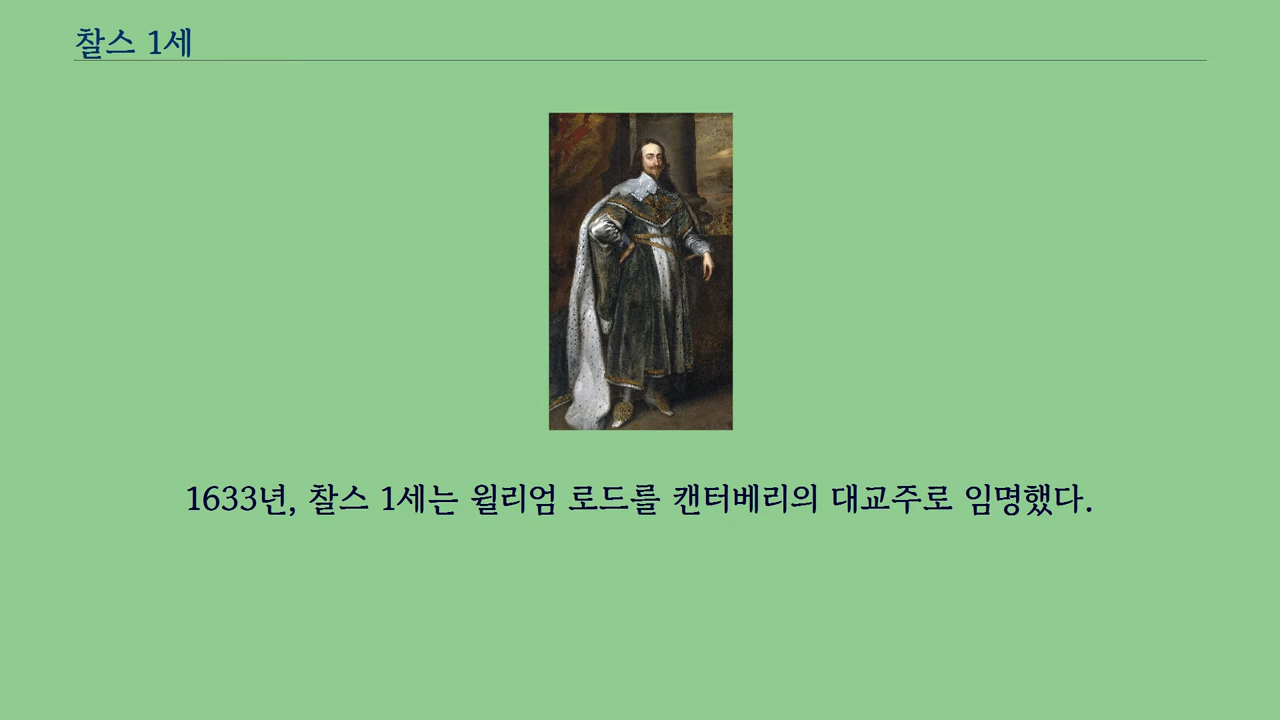 찰스 1세
1633년, 찰스 1세는 윌리엄 로드를 캔터베리의 대교주로 임명했다.